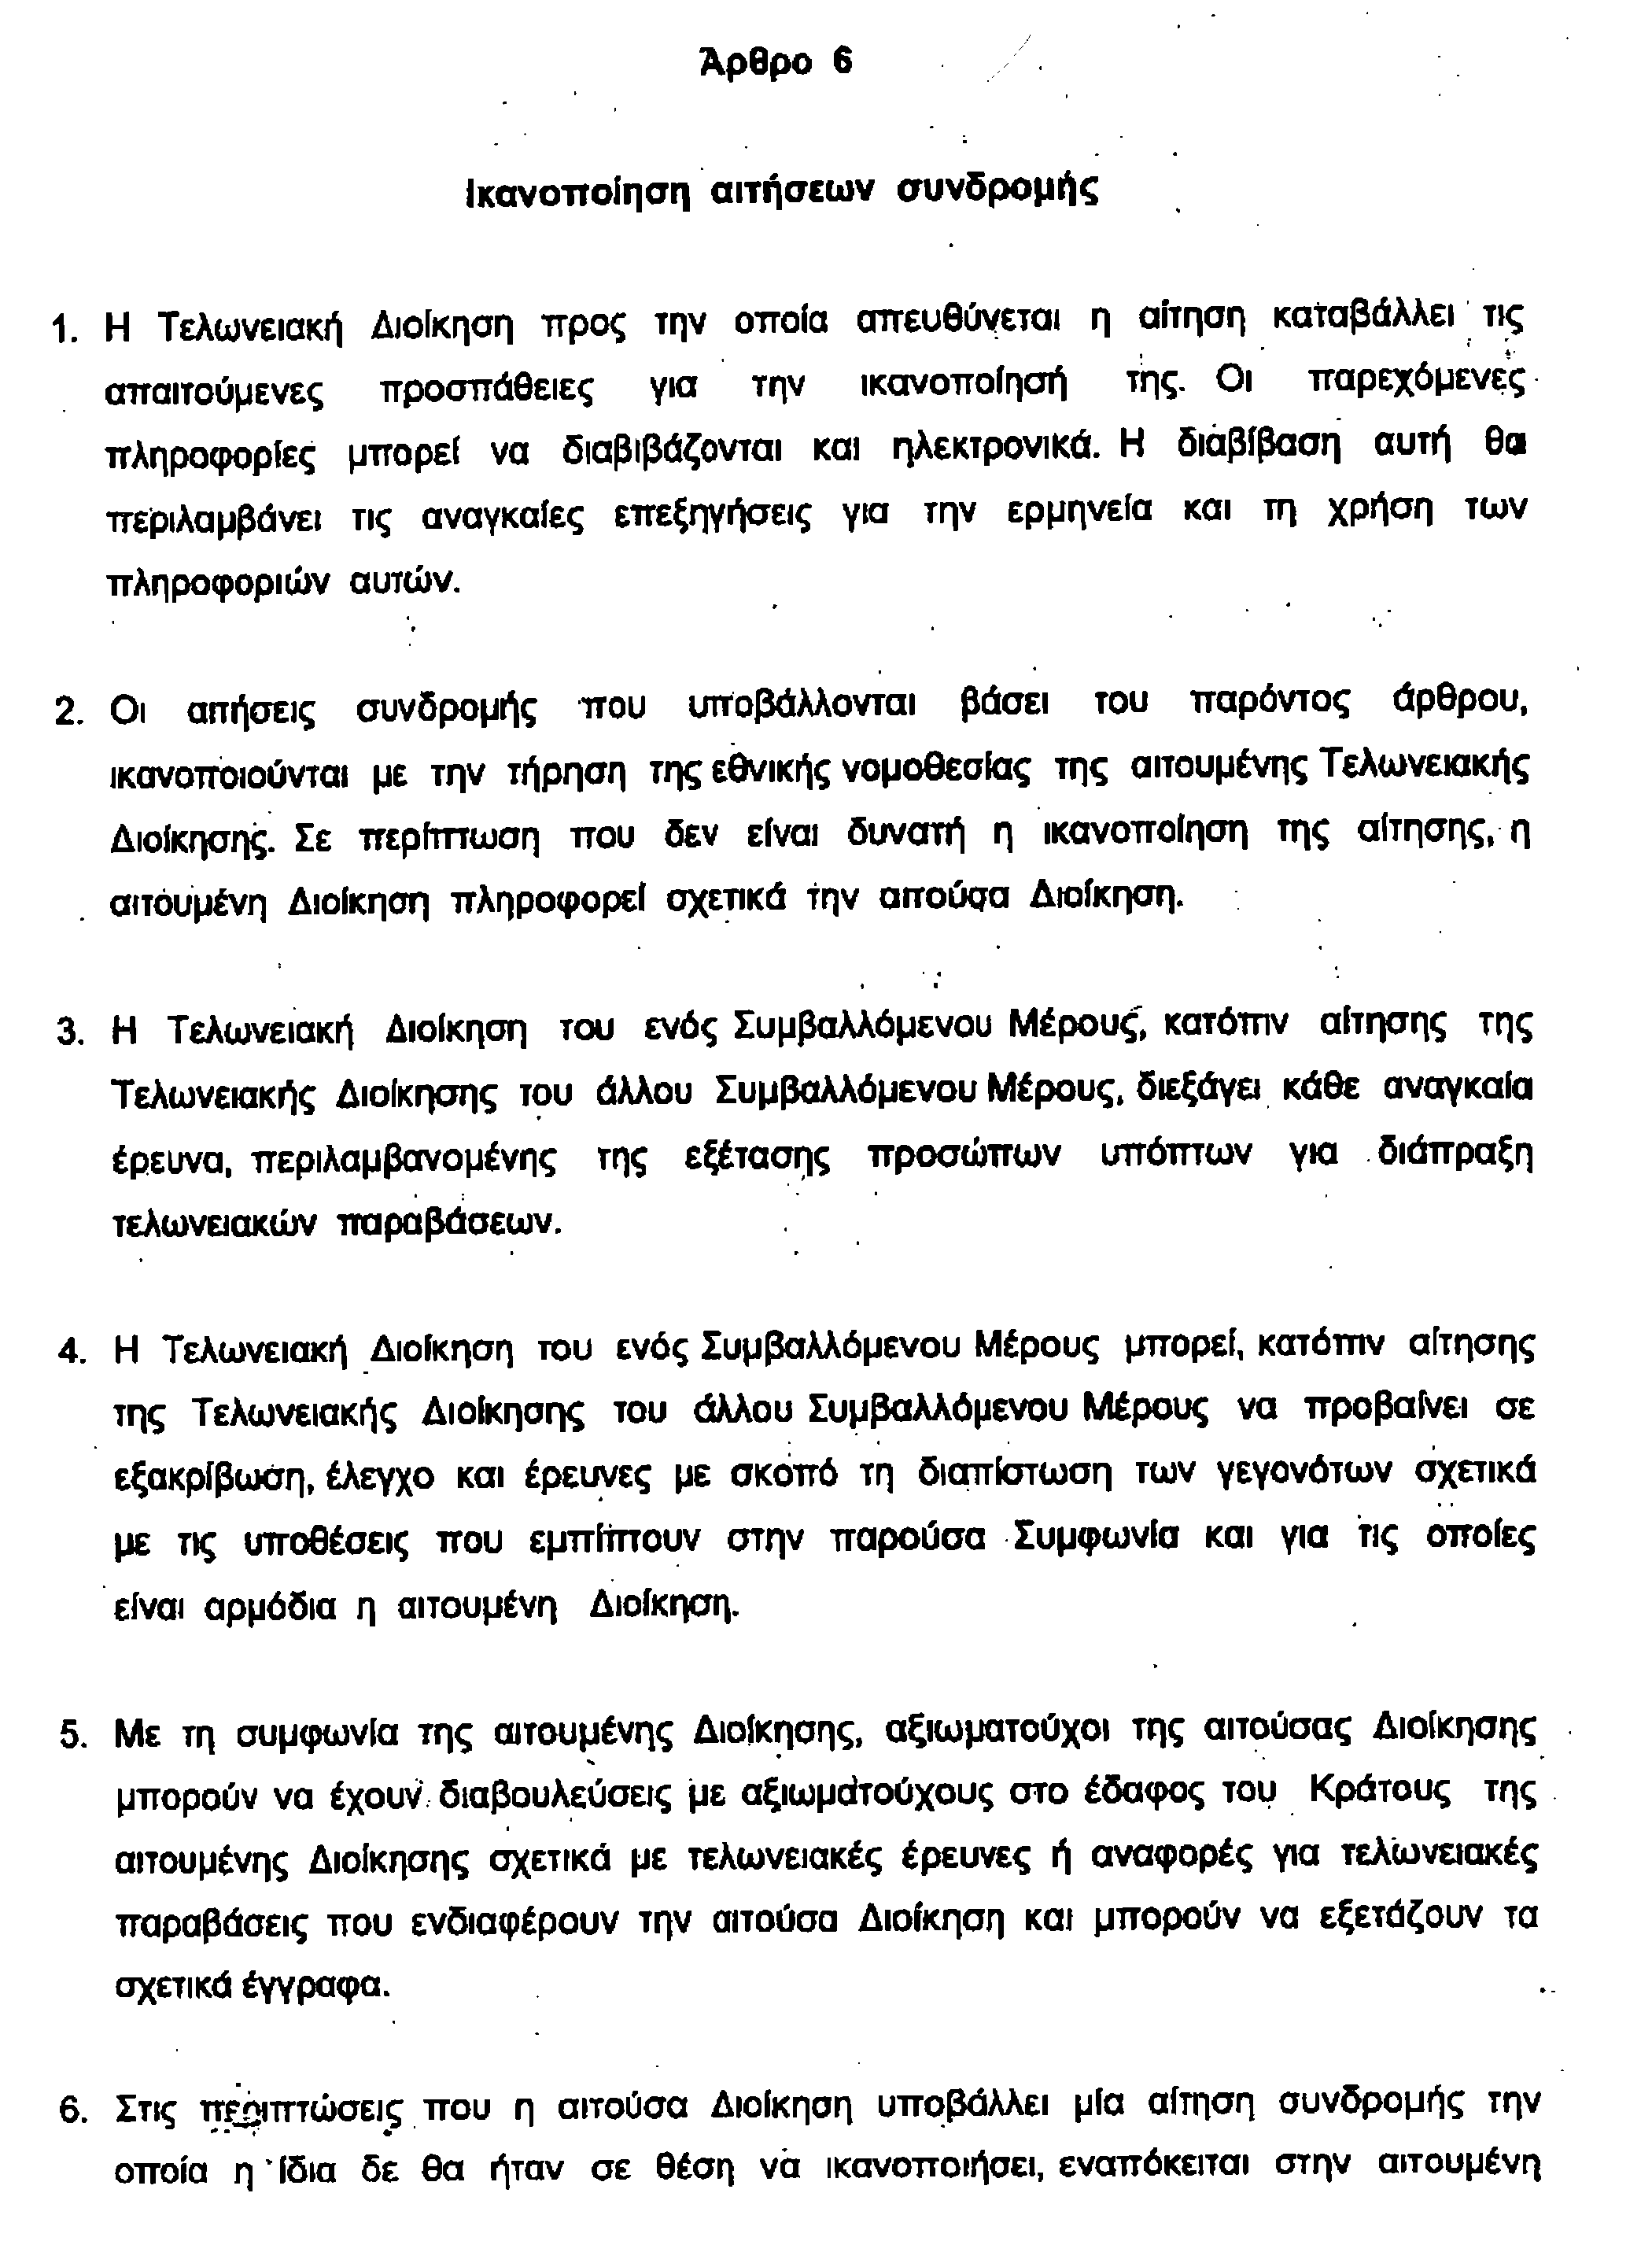 Άρθρο 6
Ικανοποίηση αιτήσεων συνδρομής
1. Η Τελωνειακή Διοίκηση προς την οποία απευθύνεται η αίτηση καταβάλλει τις
απαιτούμενες προσπάθειες για την ικανοποίησή της. Οι παρεχόμενες
πληροφορίες μπορεί να διαβιβάζονται και ηλεκτρονικά. Η διαβίβαση αυτή θα
περιλαμβάνει τις αναγκαίες επεξηγήσεις για την ερμηνεία και τη χρήση των
πληροφοριών αυτών.
2. Οι αιτήσεις συνδρομής που υποβάλλονται βάσει του παρόντος άρθρου,
ικανοποιούνται με την τήρηση της εθνικής νομοθεσίας της αιτουμένης Τελωνειακής
Διοίκησης. Σε περίπτωση που δεν είναι δυνατή η ικανοποίηση της αίτησης, η
αιτουμένη Διοίκηση πληροφορεί σχετικά την αιτούσα Διοίκηση.
3. Η Τελωνειακή Διοίκηση του ενός Συμβαλλόμενου Μέρους, κατόπιν αίτησης της
Τελωνειακής Διοίκησης του άλλου Συμβαλλόμενου Μέρους, διεξάγει κάθε αναγκαία
έρευνα, περιλαμβανομένης της εξέτασης προσώπων υπόπτων για διάπραξη
τελωνειακών παραβάσεων.
4. Η Τελωνειακή Διοίκηση του ενός Συμβαλλόμενου Μέρους μπορεί, κατόπιν αίτησης
της Τελωνειακής Διοίκησης του άλλου Συμβαλλόμενου Μέρους να προβαίνει σε
εξακρίβωση, έλεγχο και έρευνες με σκοπό τη διαπίστωση των γεγονότων σχετικά
με τις υποθέσεις που εμπίπτουν στην παρούσα Συμφωνία και για τις οποίες
είναι αρμόδια η αιτουμένη Διοίκηση.
5. Με τη συμφωνία της αιτουμένης Διοίκησης, αξιωματούχοι της αιτούσας Διοίκησης
μπορούν να έχουν διαβουλεύσεις με αξιωματούχους στο έδαφος του Κράτους της
αιτουμένης Διοίκησης σχετικά με τελωνειακές έρευνες ή αναφορές για τελωνειακές
παραβάσεις που ενδιαφέρουν την αιτούσα Διοίκηση και μπορούν να εξετάζουν τα
σχετικά έγγραφα.
6. Στις περιπτώσεις που η αιτούσα Διοίκηση υποβάλλει μία αίτηση συνδρομής την
οποία η ίδια δε θα ήταν σε θέση να ικανοποιήσει, εναπόκειται στην αιτουμένη